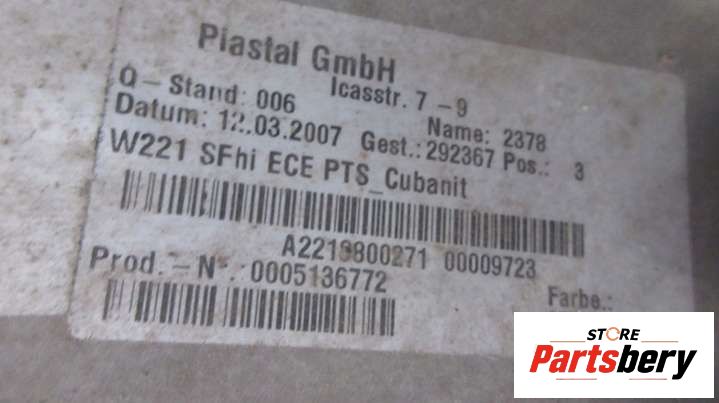 Plastal GmbH
Icasstr. 7 -9
Q-Stand: 006
Name: 2378
Datum: 12.03.2007 Gest.: 292367 Pos.: 3
W221 SFhi ECE PTS_Cubanit
A2219800271 00009723
Prod.-N°.: 0005136772
Farbe.:
STORE
Partsbery